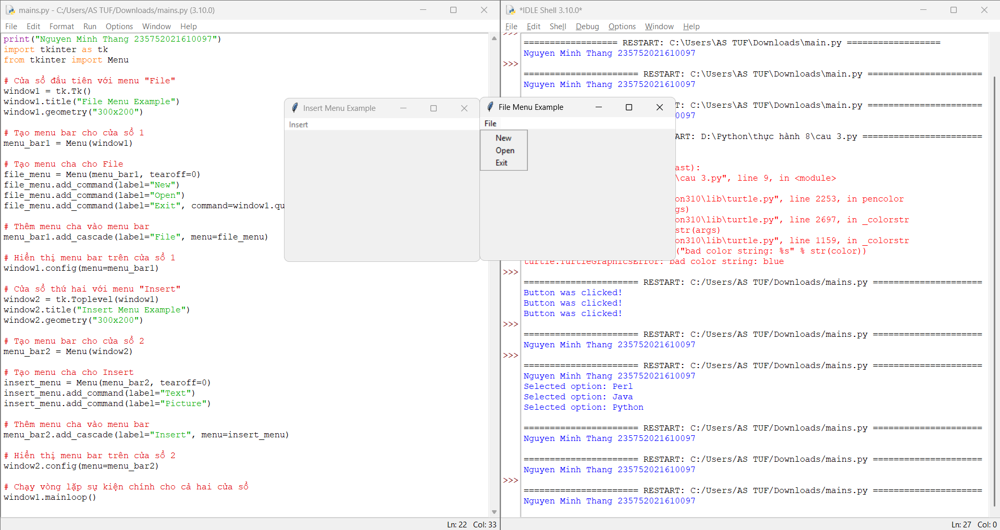 mains.py - C:/Users/AS TUF/Downloads/mains.py (3.10.0)
File Edit Format Run Options Window Help
print("Nguyen Minh Thang 235752021610097")
import tkinter as tk
from tkinter import Menu
# Cửa sổ đầu tiên với menu "File"
window1 = tk.Tk()
window1.title("File Menu Example")
window1.geometry("300x200")
# Tạo menu bar cho cửa sổ 1
menu_bar1 = Menu(window1)
# Tạo menu cha cho File
file_menu = Menu(menu_bar1, tearoff=0)
file_menu.add_command(label="New")
file_menu.add_command(label="Open")
file_menu.add_command(label="Exit", command=window1.qu
# Thêm menu cha vào menu bar
menu_bar1.add_cascade(label="File", menu=file_menu)
# Hiển thị menu bar trên cửa sổ 1
window1.config(menu=menu_bar1)
# Cửa sổ thứ hai với menu "Insert"
window2 = tk.Toplevel(window1)
window2.title("Insert Menu Example")
window2.geometry("300x200")
# Tạo menu bar cho cửa sổ 2
menu_bar2 = Menu(window2)
# Tạo menu cha cho Insert
insert_menu = Menu(menu_bar2, tearoff=0)
insert_menu.add_command(label="Text")
insert_menu.add_command(label="Picture")
# Thêm menu cha vào menu bar
menu_bar2.add_cascade(label="Insert", menu=insert_menu)
# Hiển thị menu bar trên cửa sổ 2
window2.config(menu=menu_bar2)
# Chạy vòng lặp sự kiện chính cho cả hai cửa sổ
window1.mainloop()
Ln: 22 Col: 33
Insert Menu Example
Insert
File Menu Example
File
New
Open
Exit
*IDLE Shell 3.10.0*
File Edit Shell Debug Options Window Help
>>>
================== RESTART: C:\Users\AS TUF\Downloads\main.py ==================
Nguyen Minh Thang 235752021610097
>>>
====================== RESTART: C:\Users\AS TUF\Downloads\main.py ======================
Nguyen Minh Thang 235752021610097
T: C:\Users\AS TUF\Downloads\main.py ======================
0097
ART: D:\Python\thực hành 8\cau 3.py =======================
ast):
\cau 3.py", line 9, in <module>
on310\lib\turtle.py", line 2253, in pencolor
gs)
on310\lib\turtle.py", line 2697, in _colorstr
str(args)
on310\lib\turtle.py", line 1159, in _colorstr
("bad color string: %s" % str(color))
turtle.TurtleGraphicsError: bad color string: blue
>>>
====================== RESTART: C:/Users/AS TUF/Downloads/mains.py =====================
Button was clicked!
Button was clicked!
Button was clicked!
>>>
====================== RESTART: C:/Users/AS TUF/Downloads/mains.py =====================
Nguyen Minh Thang 235752021610097
>>>
====================== RESTART: C:/Users/AS TUF/Downloads/mains.py =====================
Nguyen Minh Thang 235752021610097
Selected option: Perl
Selected option: Java
Selected option: Python
====================== RESTART: C:/Users/AS TUF/Downloads/mains.py =====================
Nguyen Minh Thang 235752021610097
====================== RESTART: C:/Users/AS TUF/Downloads/mains.py =====================
Nguyen Minh Thang 235752021610097
>>>
====================== RESTART: C:/Users/AS TUF/Downloads/mains.py =====================
Nguyen Minh Thang 235752021610097
Ln: 27 Col: 0